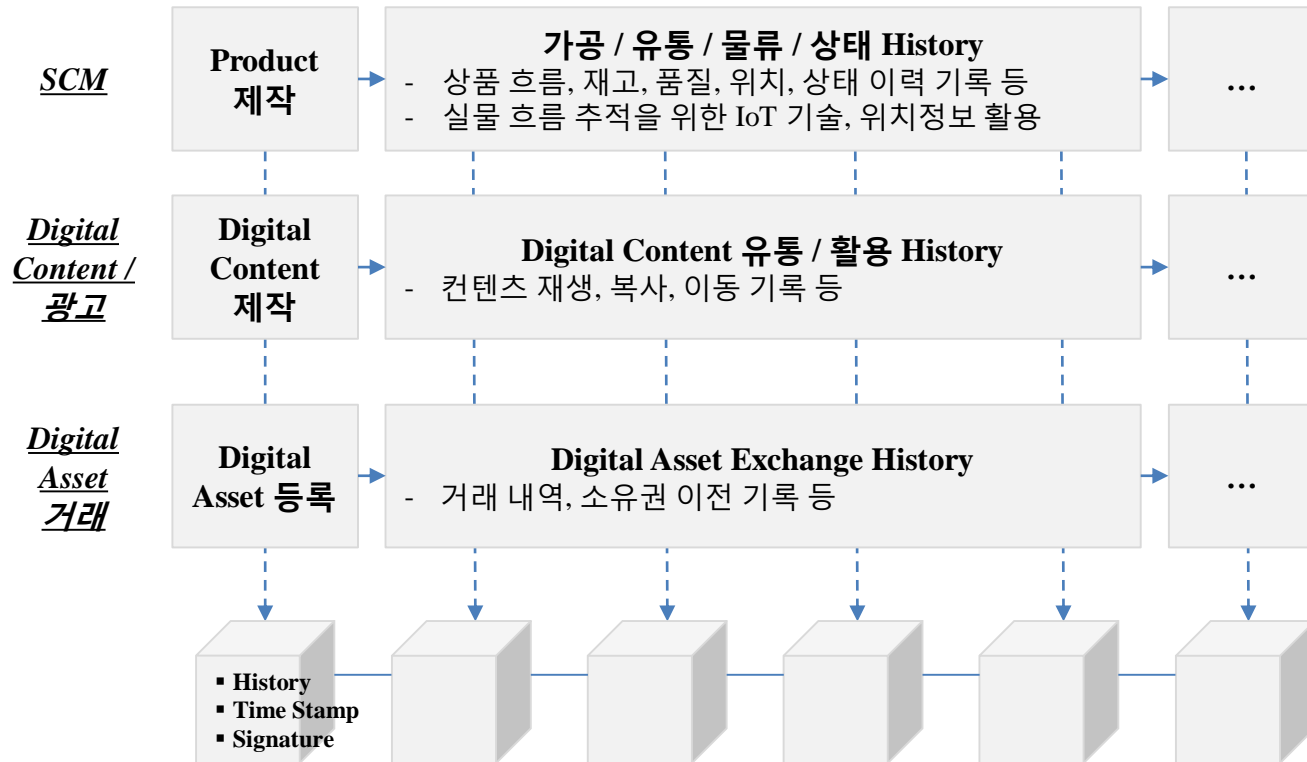 SCM
Product
제작
가공 / 유통 / 물류 / 상태 History
- 상품 흐름, 재고, 품질, 위치, 상태 이력 기록 등
- 실물 흐름 추적을 위한 IoT 기술, 위치정보 활용
...
Digital
Content /
광고
Digital
Content
제작
Digital Content 유통 / 활용 History
- 컨텐츠 재생, 복사, 이동 기록 등
...
Digital
Asset
거래
Digital
Asset 등록
Digital Asset Exchange History
- 거래 내역, 소유권 이전 기록 등
...
▪ History
▪ Time Stamp
▪ Signature